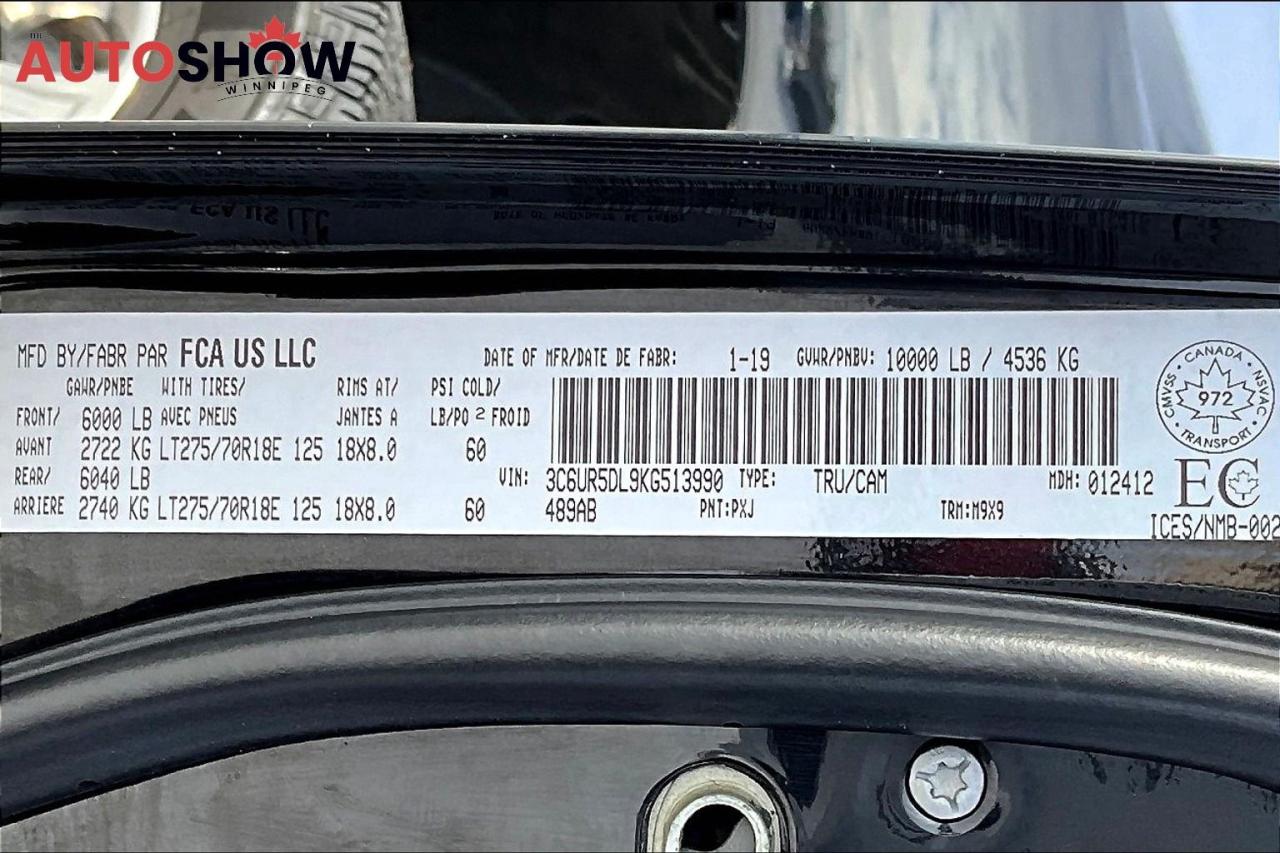 THE
AUTOSHOW
WINNIPEG
MFD BY/FABR PAR FCA US LLC DATE OF MFR/DATE DE FABR: 1-19 GVWR/PNBV: 10000 LB / 4536 KG
GAWR/PNBE WITH TIRES/ RIMS AT/ PSI COLD/
FRONT/ 6000 LB AVEC PNEUS JANTES A LB/PO 2 FROID
AVANT 2722 KG LT275/70R18E 125 18X8.0 60
REAR/ 6040 LB VIN: 3C6UR5DL9KG513990 TYPE: TRU/CAM MDH: 012412
ARRIERE 2740 KG LT275/70R18E 125 18X8.0 60 489AB PNT:PXJ TRM:M9X9
CANADA
CMVSS 972 NSVAC
TRANSPORT
EC
ICES/NMB-002